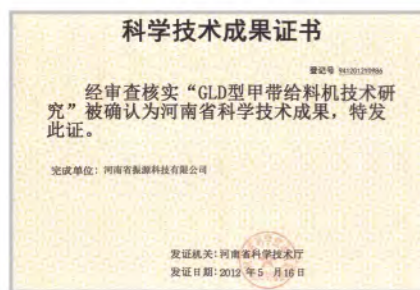 科学技术成果证书
登记号
经审查核实“GLD型甲带给料机技术研
究”被确认为河南省科学技术成果，特发
此证。
完成单位：河南省振源科技有限公司
发证机关：河南省科学技术厅
发证日期：2012 年 5 月 16 日